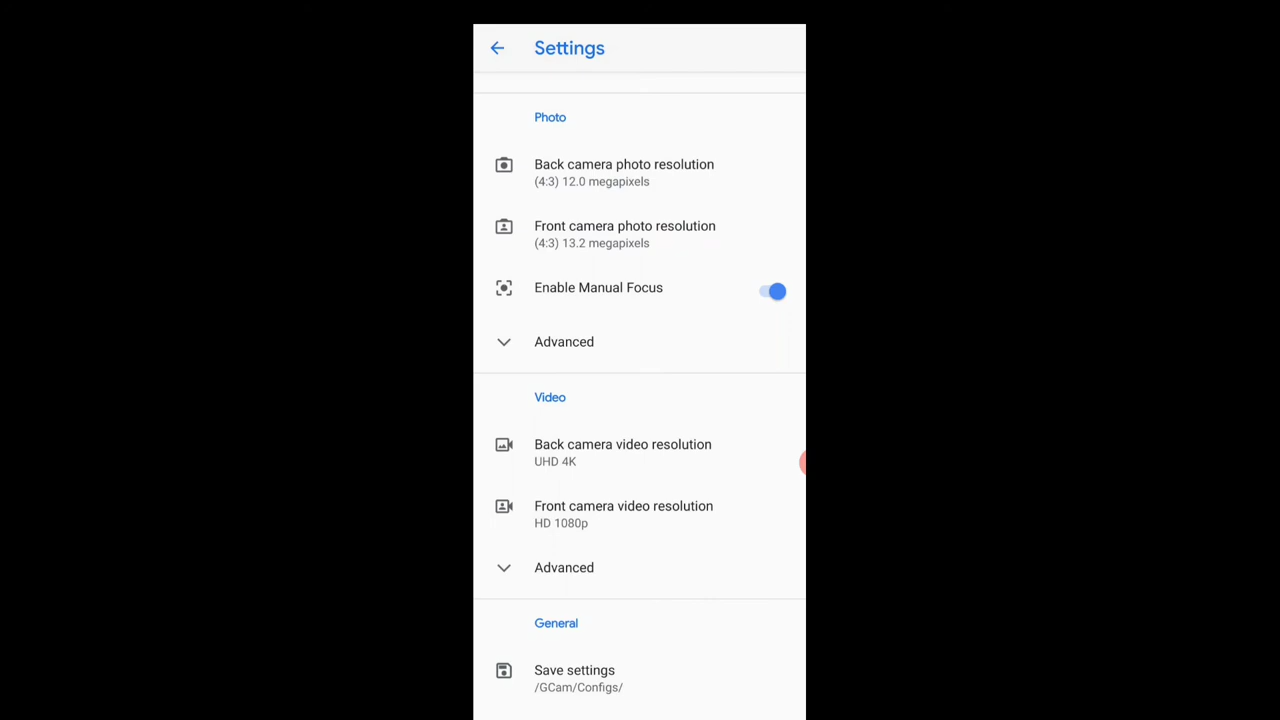 Settings
Photo
Back camera photo resolution
(4:3) 12.0 megapixels
Front camera photo resolution
(4:3) 13.2 megapixels
Enable Manual Focus
Advanced
Video
Back camera video resolution
UHD 4K
Front camera video resolution
HD 1080p
Advanced
General
Save settings
/GCam/Configs/